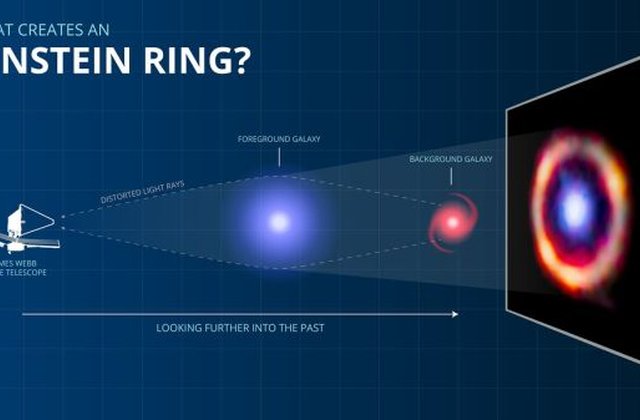 AT CREATES AN
NSTEIN RING?
FOREGROUND GALAXY
BACKGROUND GALAXY
DISTORTED LIGHT RAYS
MES WEBB
E TELESCOPE
LOOKING FURTHER INTO THE PAST